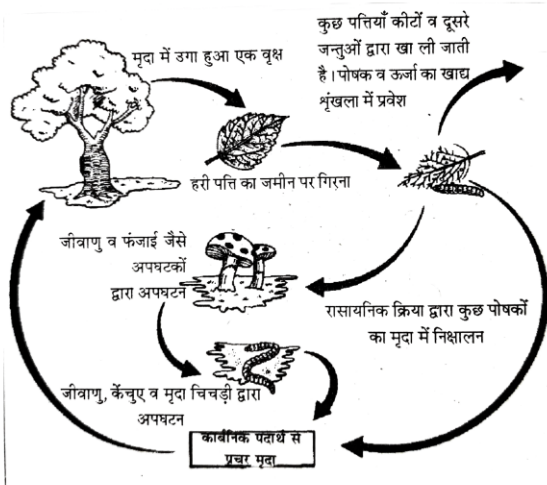 मृदा में उगा हुआ एक वृक्ष
कुछ पत्तियाँ कीटों व दूसरे
जन्तुओं द्वारा खा ली जाती
है। पोषक व ऊर्जा का खाद्य
शृंखला में प्रवेश
हरी पत्ति का जमीन पर गिरना
जीवाणु व फंजाई जैसे
अपघटकों
द्वारा अपघटन
रासायनिक क्रिया द्वारा कुछ पोषकों
का मृदा में निक्षालन
जीवाणु, केंचुए व मृदा चिचड़ी द्वारा
अपघटन
कार्बनिक पदार्थ से
प्रचुर मृदा